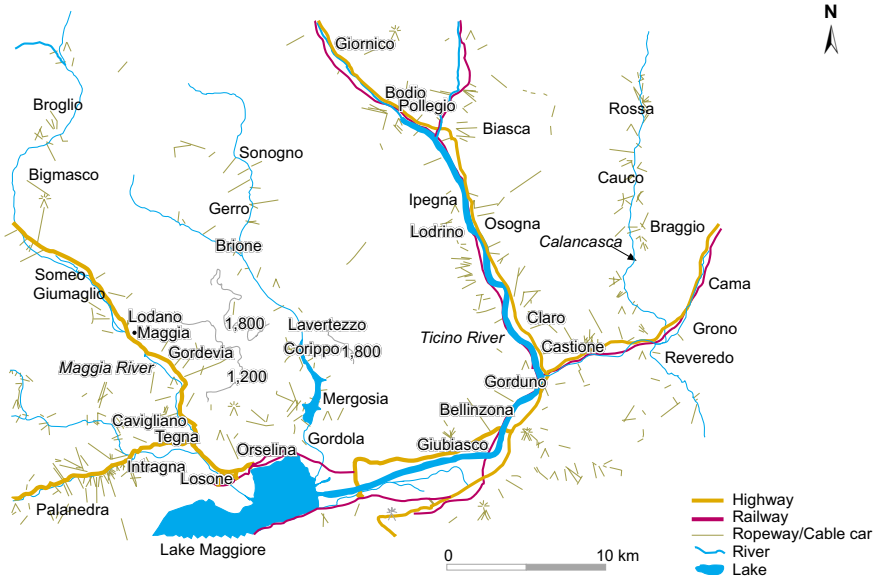 N
Giornico
Broglio
Bodio
Pollegio
Rossa
Biasca
Sonogno
Bigmasco
Cauco
Ipegna
Gerro
Osogna
Lodrino
Braggio
Brione
Calancasca
Someo
Cama
Giumaglio
Lodano
1,800
Lavertezzo
Claro
Maggia
Ticino River
Grono
Gordevia
Corippo
1,800
Castione
Reveredo
Maggia River
1,200
Gorduno
Mergosia
Bellinzona
Cavigliano
Tegna
Gordola
Giubiasco
Orselina
Intragna
Losone
Palanedra
Lake Maggiore
Highway
Railway
Ropeway/Cable car
River
Lake
0 10 km